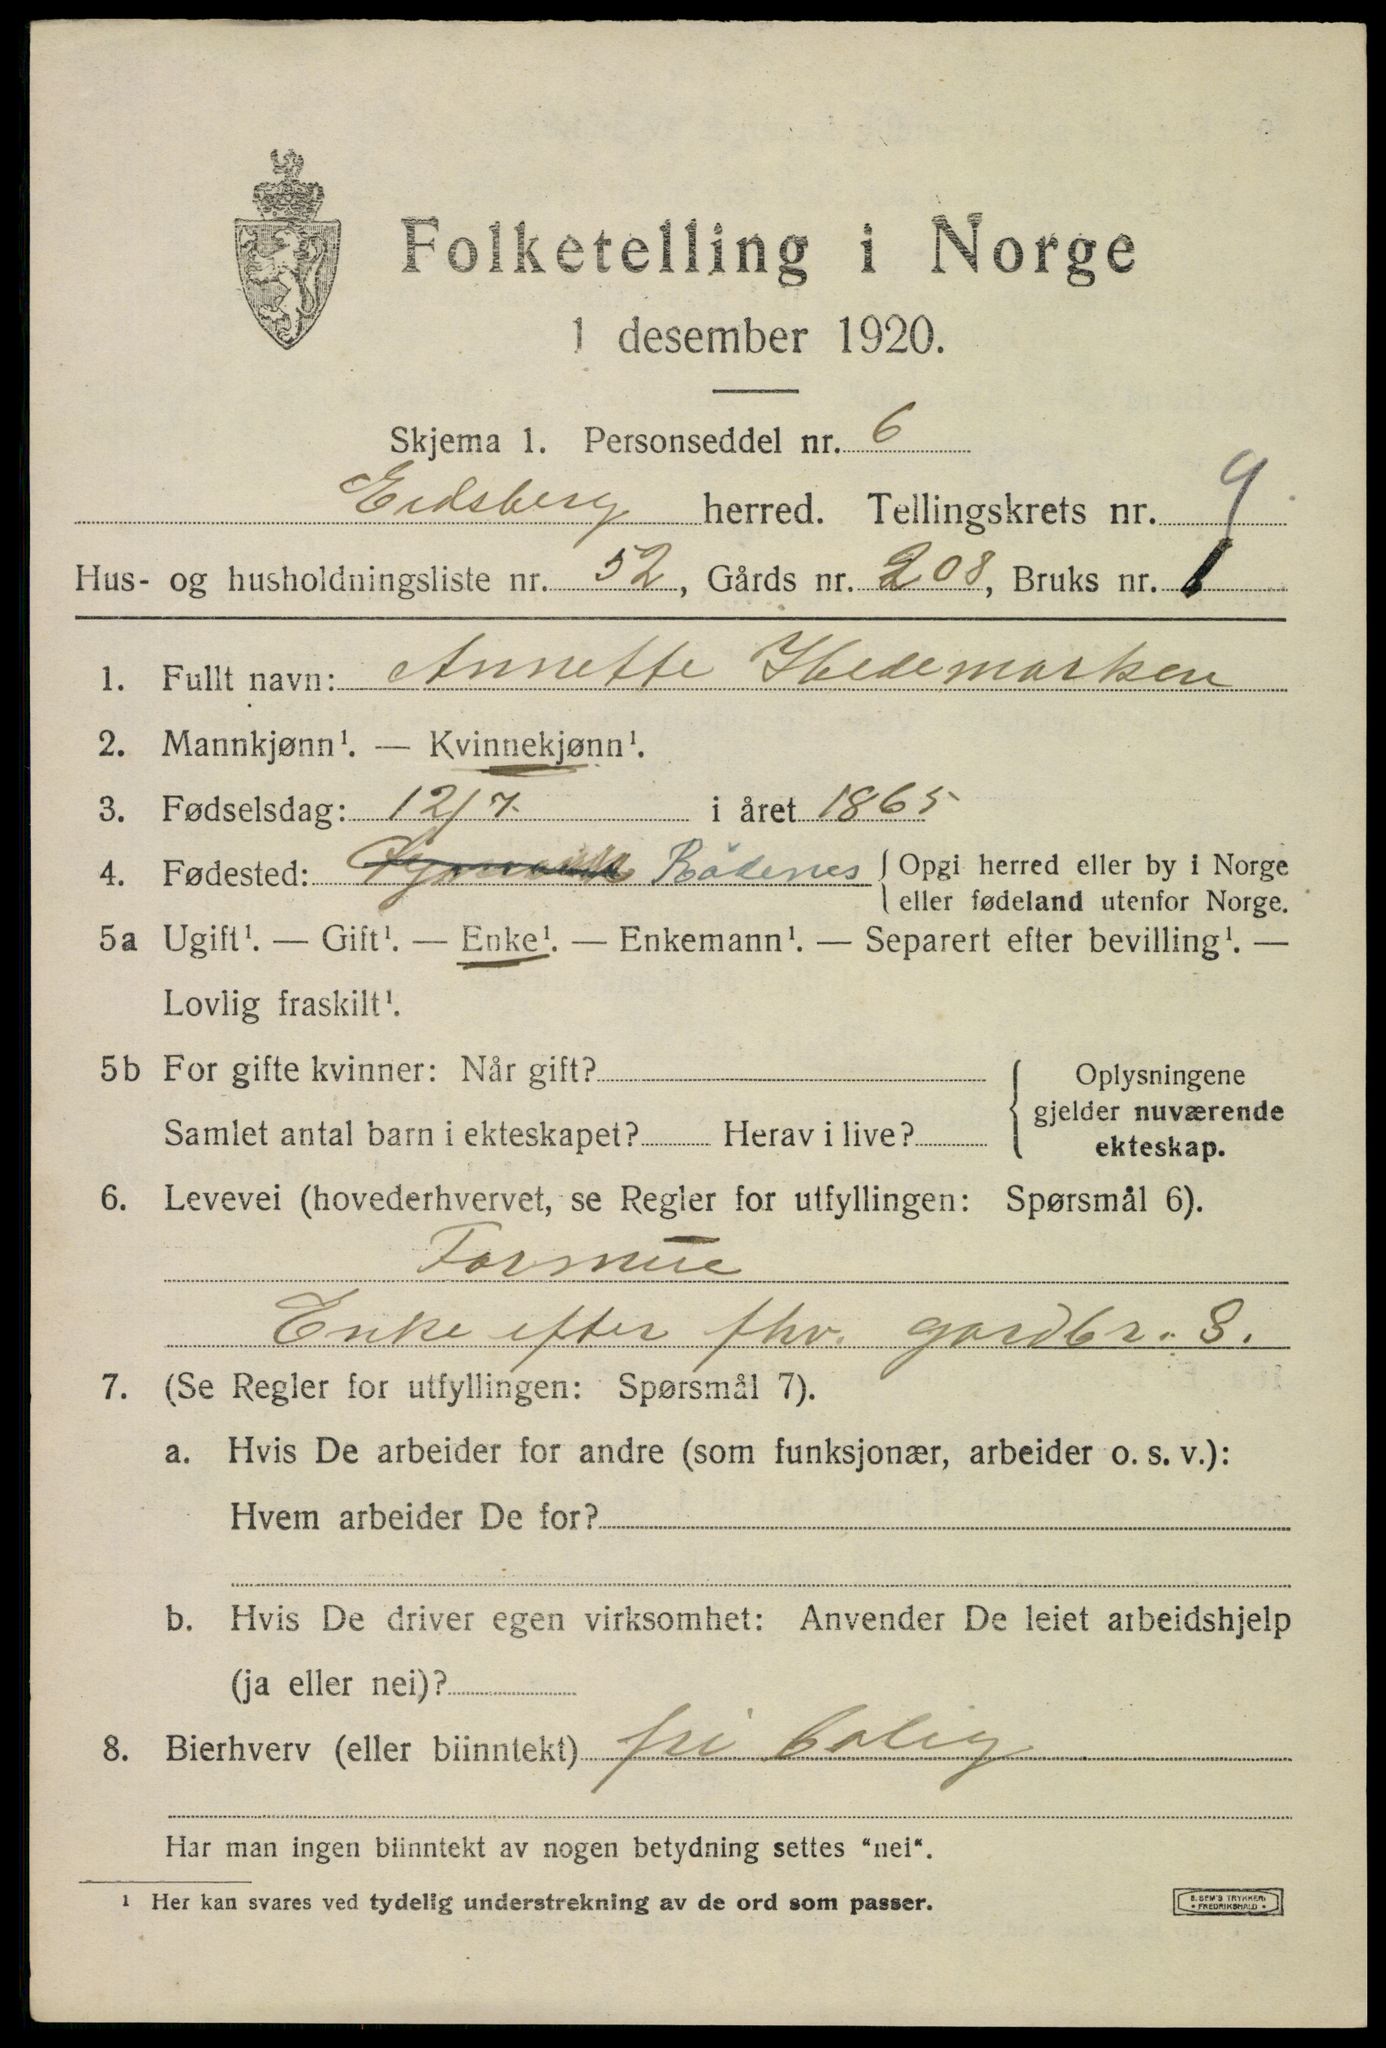 Folketelling i Norge
1 desember 1920.
Skjema 1. Personseddel nr. 6
Eidsberg herred. Tellingskrets nr. 9
Hus- og husholdningsliste nr. 52, Gårds nr. 208, Bruks nr. 1
1. Fullt navn: Annette Hedemarken
2. Mannkjønn¹. — Kvinnekjønn¹.
3. Fødselsdag: 12/7 i året 1865
4. Fødested: Rödenes { Opgi herred eller by i Norge
eller fødeland utenfor Norge.
5a Ugift¹. — Gift¹. — Enke¹. — Enkemann¹. — Separert efter bevilling¹. —
Lovlig fraskilt¹.
5b For gifte kvinner: Når gift?
Samlet antal barn i ekteskapet? Herav i live?
{ Oplysningene
gjelder nuværende
ekteskap.
6. Levevei (hovederhvervet, se Regler for utfyllingen: Spørsmål 6).
Formue
Enke efter fhv. gardbr. S.
7. (Se Regler for utfyllingen: Spørsmål 7).
a. Hvis De arbeider for andre (som funksjonær, arbeider o. s. v.):
Hvem arbeider De for?
b. Hvis De driver egen virksomhet: Anvender De leiet arbeidshjelp
(ja eller nei)?
8. Bierhverv (eller biinntekt) fri bolig
Har man ingen biinntekt av nogen betydning settes "nei".
¹ Her kan svares ved tydelig understrekning av de ord som passer.
E. SEM'S TRYKKERI
• FREDRIKSHALD •